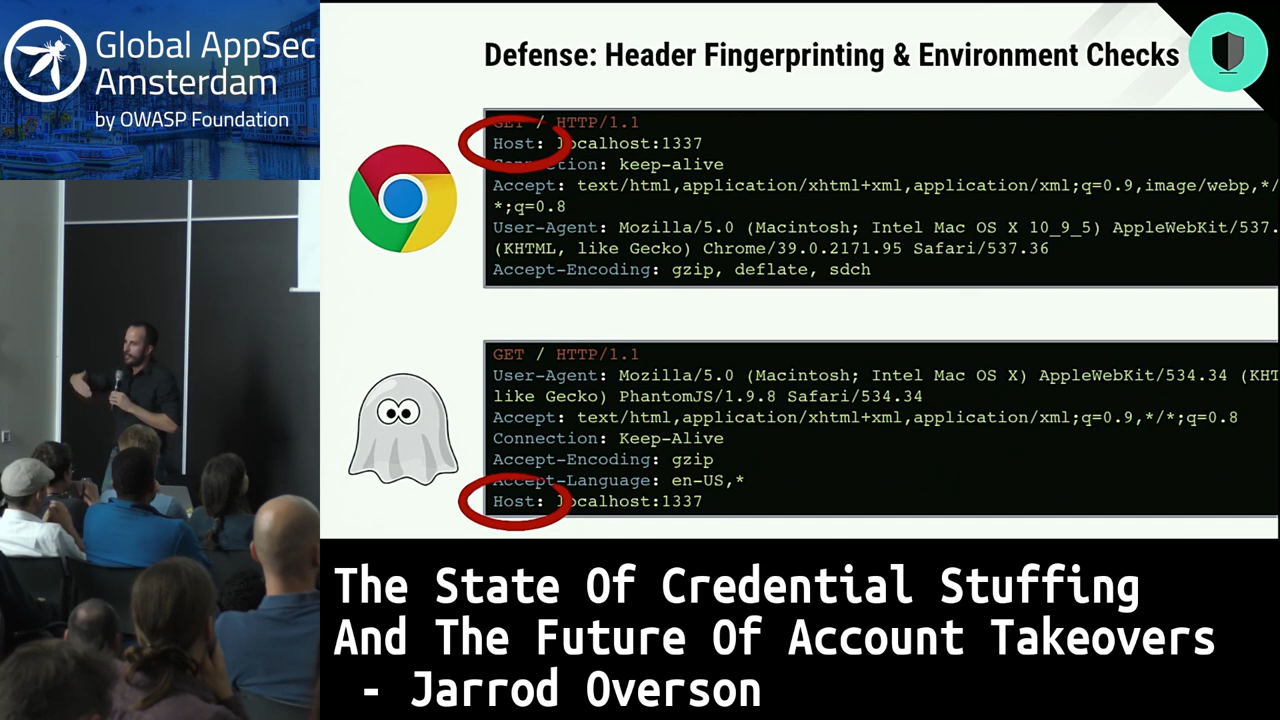 Global AppSec
Amsterdam
by OWASP Foundation
Defense: Header Fingerprinting & Environment Checks
GET / HTTP/1.1
Host: localhost:1337
Connection: keep-alive
Accept: text/html,application/xhtml+xml,application/xml;q=0.9,image/webp,*/
*;q=0.8
User-Agent: Mozilla/5.0 (Macintosh; Intel Mac OS X 10_9_5) AppleWebKit/537.
(KHTML, like Gecko) Chrome/39.0.2171.95 Safari/537.36
Accept-Encoding: gzip, deflate, sdch
GET / HTTP/1.1
User-Agent: Mozilla/5.0 (Macintosh; Intel Mac OS X) AppleWebKit/534.34 (KHT
like Gecko) PhantomJS/1.9.8 Safari/534.34
Accept: text/html,application/xhtml+xml,application/xml;q=0.9,*/*;q=0.8
Connection: Keep-Alive
Accept-Encoding: gzip
Accept-Language: en-US,*
Host: localhost:1337
The State Of Credential Stuffing
And The Future Of Account Takeovers
- Jarrod Overson